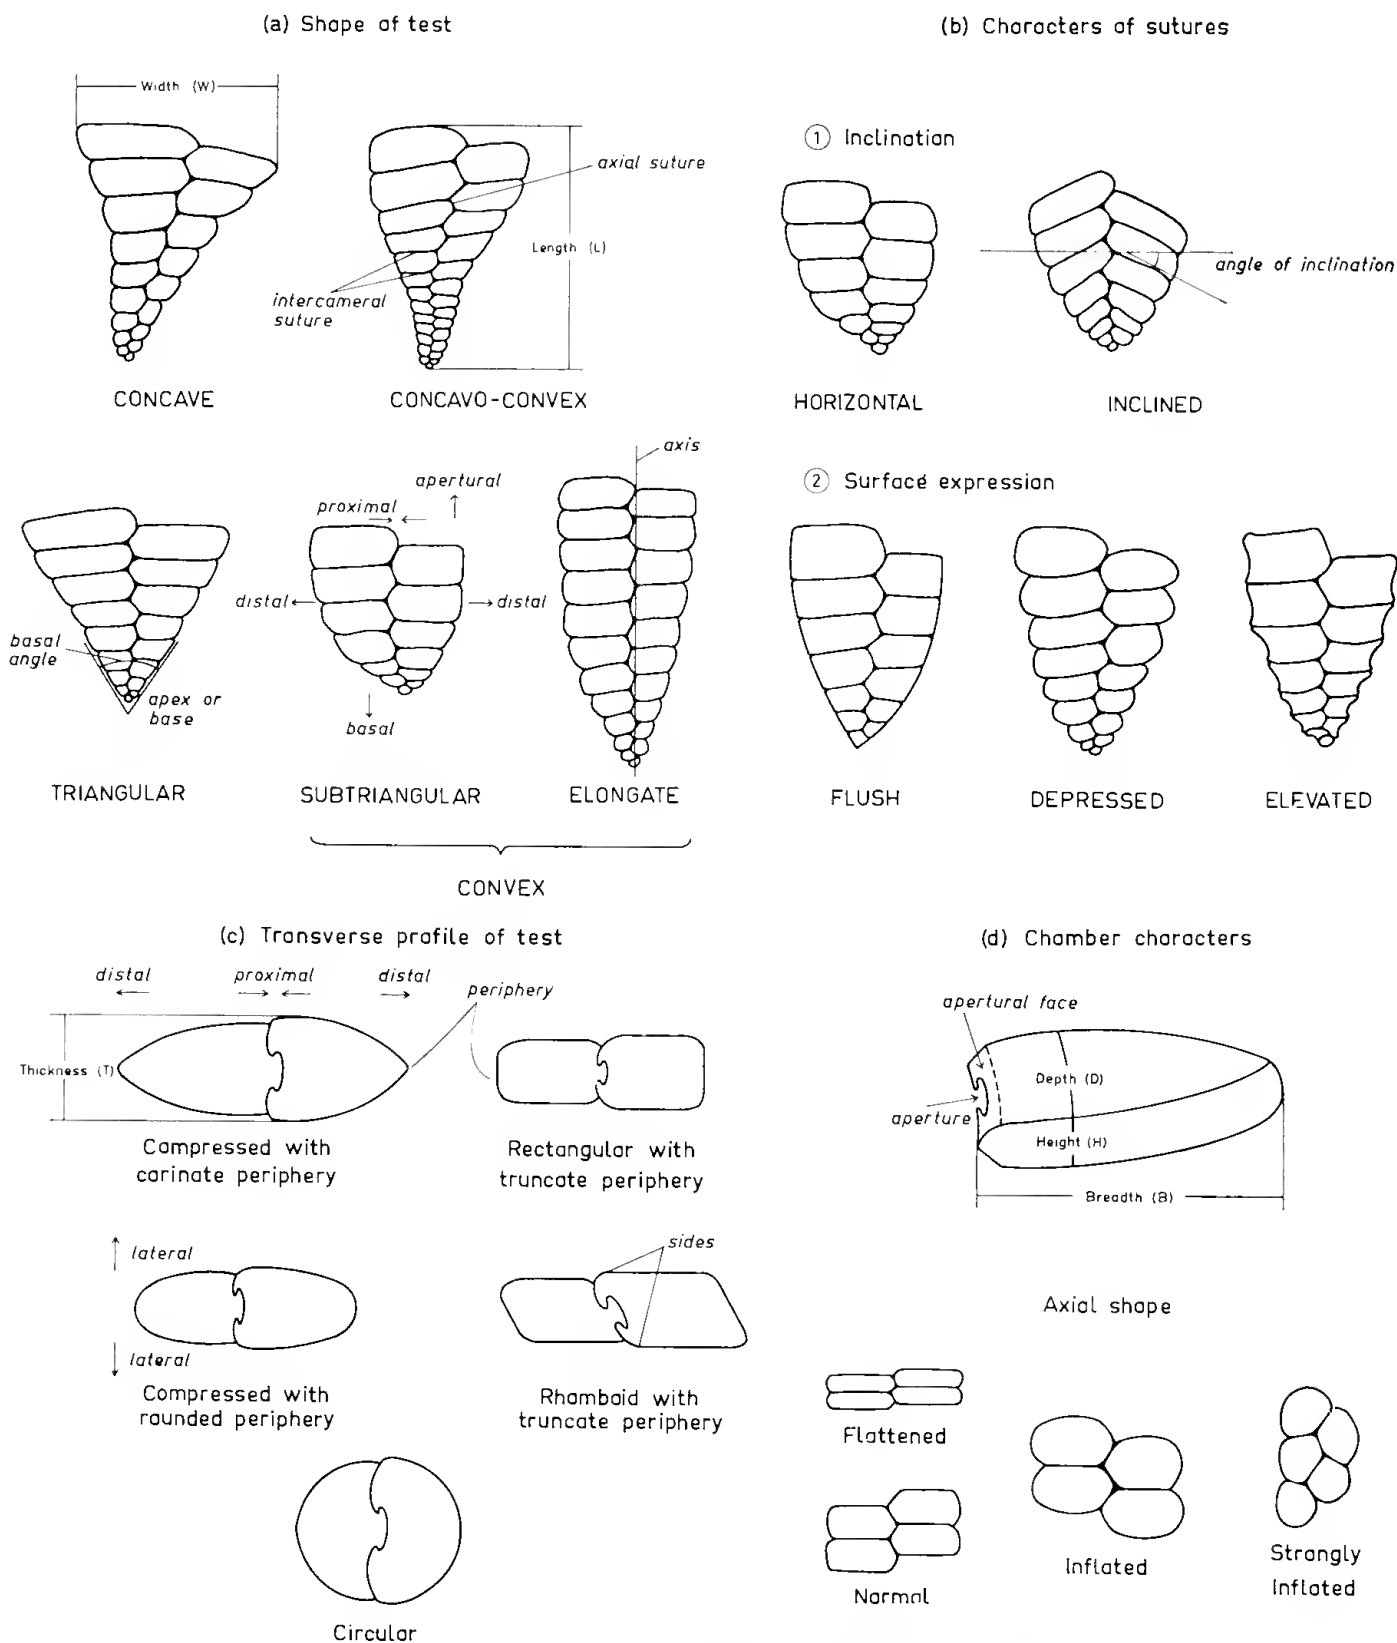 (a) Shape of test
Width (W)
axial suture
Length (L)
intercameral
suture
CONCAVE
CONCAVO-CONVEX
axis
apertural
proximal
distal
distal
basal
angle
apex or
base
basal
TRIANGULAR
SUBTRIANGULAR
ELONGATE
CONVEX
(b) Characters of sutures
1 Inclination
angle of inclination
HORIZONTAL
INCLINED
2 Surface expression
FLUSH
DEPRESSED
ELEVATED
(c) Transverse profile of test
distal
proximal
distal
periphery
Thickness (T)
Compressed with
carinate periphery
Rectangular with
truncate periphery
lateral
lateral
sides
Compressed with
rounded periphery
Rhomboid with
truncate periphery
Circular
(d) Chamber characters
apertural face
Depth (D)
aperture
Height (H)
Breadth (B)
Axial shape
Flattened
Normal
Inflated
Strongly
Inflated